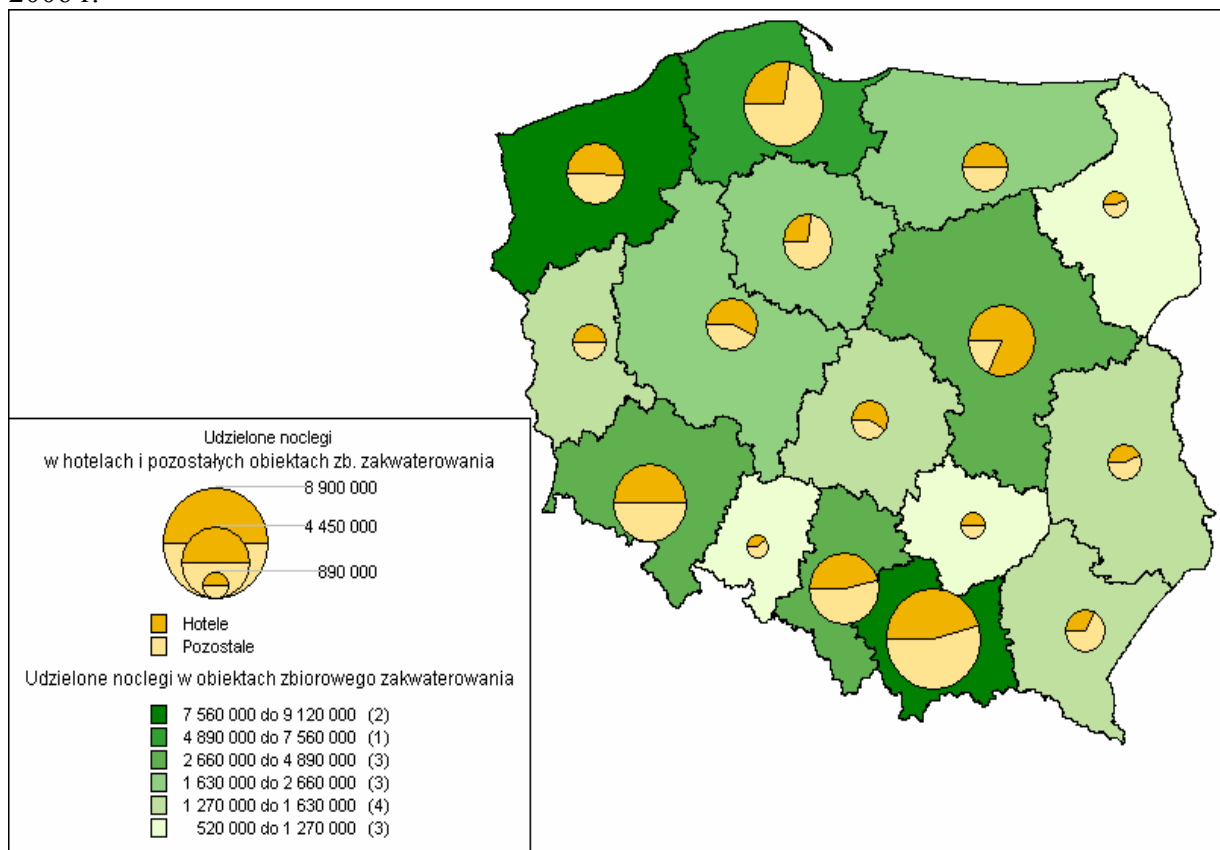 Udzielone noclegi
w hotelach i pozostałych obiektach zb. zakwaterowania
8 900 000
4 450 000
890 000
Hotele
Pozostałe
Udzielone noclegi w obiektach zbiorowego zakwaterowania
7 560 000 do 9 120 000 (2)
4 890 000 do 7 560 000 (1)
2 660 000 do 4 890 000 (3)
1 630 000 do 2 660 000 (3)
1 270 000 do 1 630 000 (4)
520 000 do 1 270 000 (3)